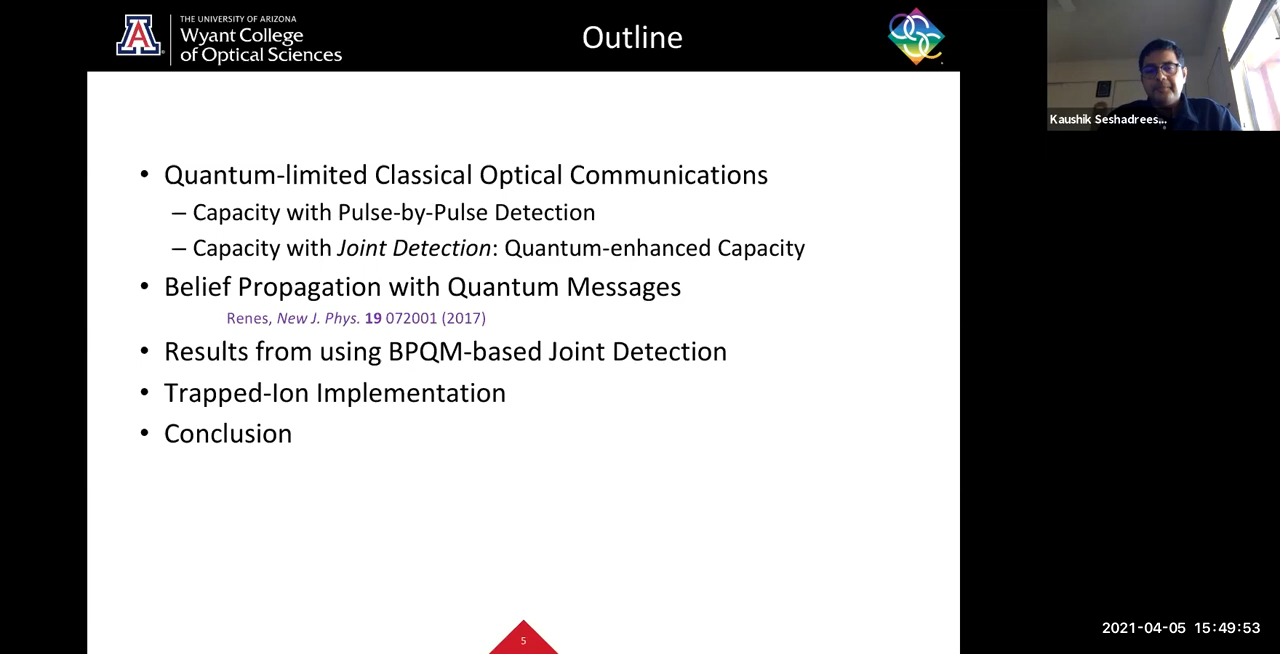 THE UNIVERSITY OF ARIZONA
Wyant College
of Optical Sciences
Outline
Kaushik Seshadrees...
• Quantum-limited Classical Optical Communications
– Capacity with Pulse-by-Pulse Detection
– Capacity with Joint Detection: Quantum-enhanced Capacity
• Belief Propagation with Quantum Messages
Renes, New J. Phys. 19 072001 (2017)
• Results from using BPQM-based Joint Detection
• Trapped-Ion Implementation
• Conclusion
5
2021-04-05 15:49:53